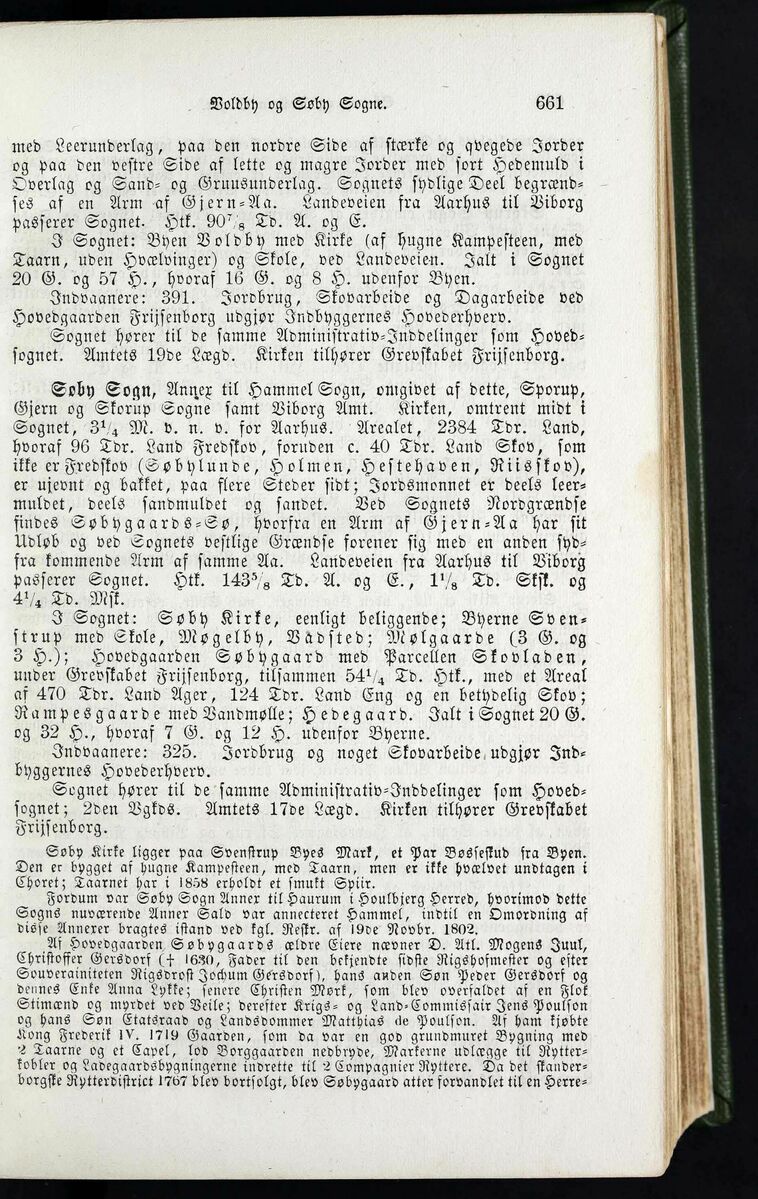 Voldby og Søby Sogne. 661
med Leerunderlag, paa den nordre Side af stærke og qvegede Jorder
og paa den vestre Side af lette og magre Jorder med sort Hedemuld i
Overlag og Sand- og Gruusunderlag. Sognets sydlige Deel begrænd-
ses af en Arm af Gjern-Aa. Landeveien fra Aarhus til Viborg
passerer Sognet. Htk. 90⁷/₈ Td. A. og E.
I Sognet: Byen Voldby med Kirke (af hugne Kampesteen, med
Taarn, uden Hvælvinger) og Skole, ved Landeveien. Ialt i Sognet
20 G. og 57 H., hvoraf 16 G. og 8 H. udenfor Byen.
Indvaanere: 391. Jordbrug, Skovarbeide og Dagarbeide ved
Hovedgaarden Frijsenborg udgjør Indbyggernes Hovederhverv.
Sognet hører til de samme Administrativ-Inddelinger som Hoved-
sognet. Amtets 19de Lægd. Kirken tilhører Grevskabet Frijsenborg.
Søby Sogn, Annex til Hammel Sogn, omgivet af dette, Sporup,
Gjern og Skorup Sogne samt Viborg Amt. Kirken, omtrent midt i
Sognet, 3¹/₄ M. v. n. v. for Aarhus. Arealet, 2384 Tdr. Land,
hvoraf 96 Tdr. Land Fredskov, foruden c. 40 Tdr. Land Skov, som
ikke er Fredskov (Søbylunde, Holmen, Hestehaven, Riisskov),
er ujevnt og bakket, paa flere Steder sidt; Jordsmonnet er deels leer-
muldet, deels sandmuldet og sandet. Ved Sognets Nordgrændse
findes Søbygaards-Sø, hvorfra en Arm af Gjern-Aa har sit
Udløb og ved Sognets vestlige Grændse forener sig med en anden syd-
fra kommende Arm af samme Aa. Landeveien fra Aarhus til Viborg
passerer Sognet. Htk. 143⁵/₈ Td. A. og E., 1¹/₈ Td. Sksk. og
4¹/₄ Td. Msk.
I Sognet: Søby Kirke, eenligt beliggende; Byerne Sven-
strup med Skole, Møgelby, Vadsted; Mølgaarde (3 G. og
3 H.); Hovedgaarden Søbygaard med Parcellen Skovladen,
under Grevskabet Frijsenborg, tilsammen 54¹/₄ Td. Htk., med et Areal
af 470 Tdr. Land Ager, 124 Tdr. Land Eng og en betydelig Skov;
Rampesgaarde med Vandmølle; Hedegaard. Ialt i Sognet 20 G.
og 32 H., hvoraf 7 G. og 12 H. udenfor Byerne.
Indvaanere: 325. Jordbrug og noget Skovarbeide udgjør Ind-
byggernes Hovederhverv.
Sognet hører til de samme Administrativ-Inddelinger som Hoved-
sognet; 2den Vgkds. Amtets 17de Lægd. Kirken tilhører Grevskabet
Frijsenborg.
Søby Kirke ligger paa Svenstrup Byes Mark, et Par Bøsseskud fra Byen.
Den er bygget af hugne Kampesteen, med Taarn, men er ikke hvælvet undtagen i
Choret; Taarnet har i 1858 erholdt et smukt Spiir.
Fordum var Søby Sogn Annex til Haurum i Houlbjerg Herred, hvorimod dette
Sogns nuværende Annex Sald var annecteret Hammel, indtil en Omordning af
disse Annexer bragtes istand ved kgl. Reskr. af 19de Novbr. 1802.
Af Hovedgaarden Søbygaards ældre Eiere nævner D. Atl. Mogens Juul,
Christoffer Gersdorf († 1630, Fader til den bekjendte sidste Rigshofmester og efter
Souverainiteten Rigsdrost Jochum Gersdorf), hans anden Søn Peder Gersdorf og
dennes Enke Anna Lykke; senere Christen Mørk, som blev overfaldet af en Flok
Stimænd og myrdet ved Veile; derefter Krigs- og Land-Commissair Jens Poulson
og hans Søn Etatsraad og Landsdommer Matthias de Poulson. Af ham kjøbte
Kong Frederik IV. 1719 Gaarden, som da var en god grundmuret Bygning med
2 Taarne og et Capel, lod Borggaarden nedbryde, Markerne udlægge til Rytter-
kobler og Ladegaardsbygningerne indrette til 2 Compagnier Ryttere. Da det skander-
borgske Rytterdistrict 1767 blev bortsolgt, blev Søbygaard atter forvandlet til en Herre-